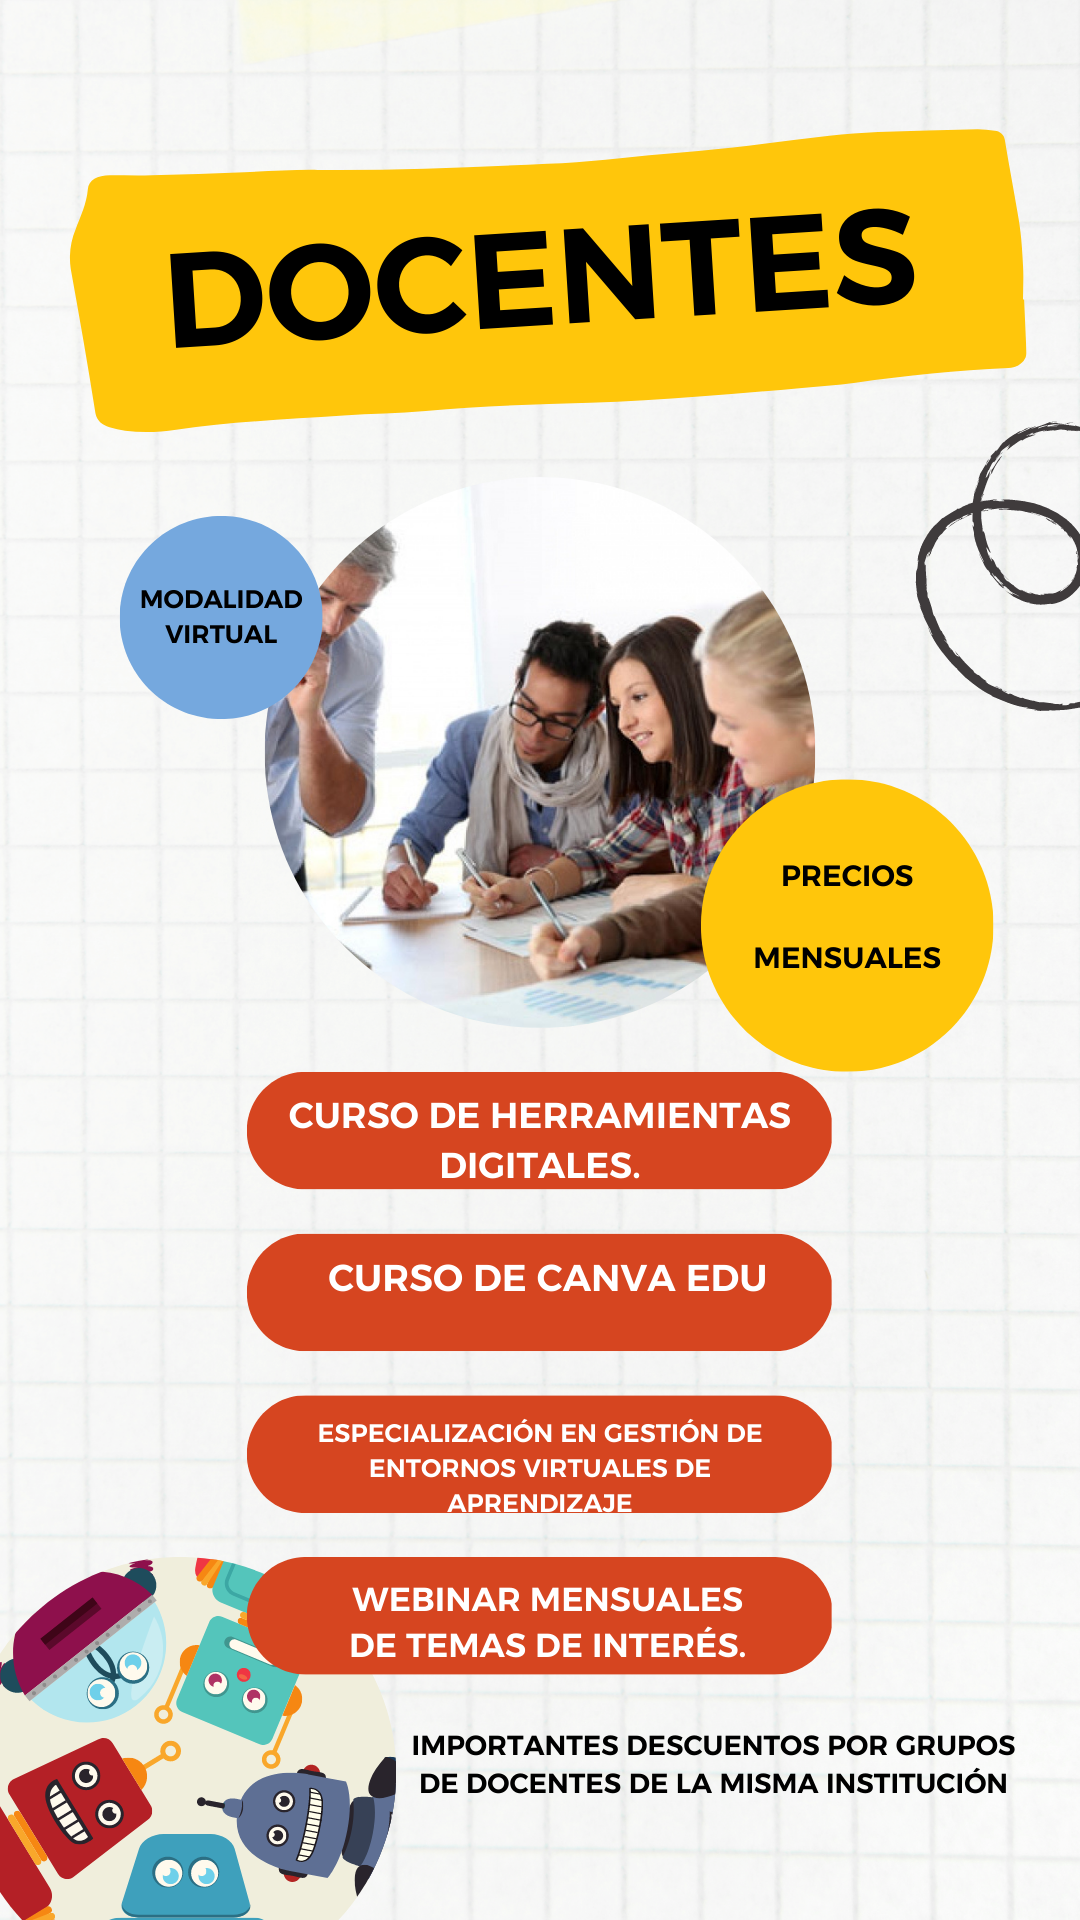 DOCENTES
MODALIDAD
VIRTUAL
PRECIOS
MENSUALES
CURSO DE HERRAMIENTAS
DIGITALES.
CURSO DE CANVA EDU
ESPECIALIZACIÓN EN GESTIÓN DE
ENTORNOS VIRTUALES DE
APRENDIZAJE
WEBINAR MENSUALES
DE TEMAS DE INTERÉS.
IMPORTANTES DESCUENTOS POR GRUPOS
DE DOCENTES DE LA MISMA INSTITUCIÓN